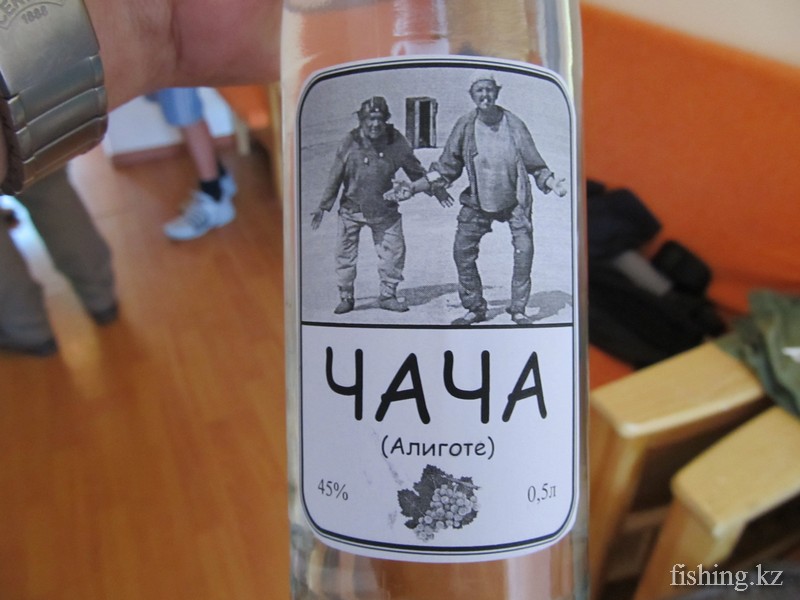 ЧАЧА
(Алиготе)
45%
0,5л
fishing.kz